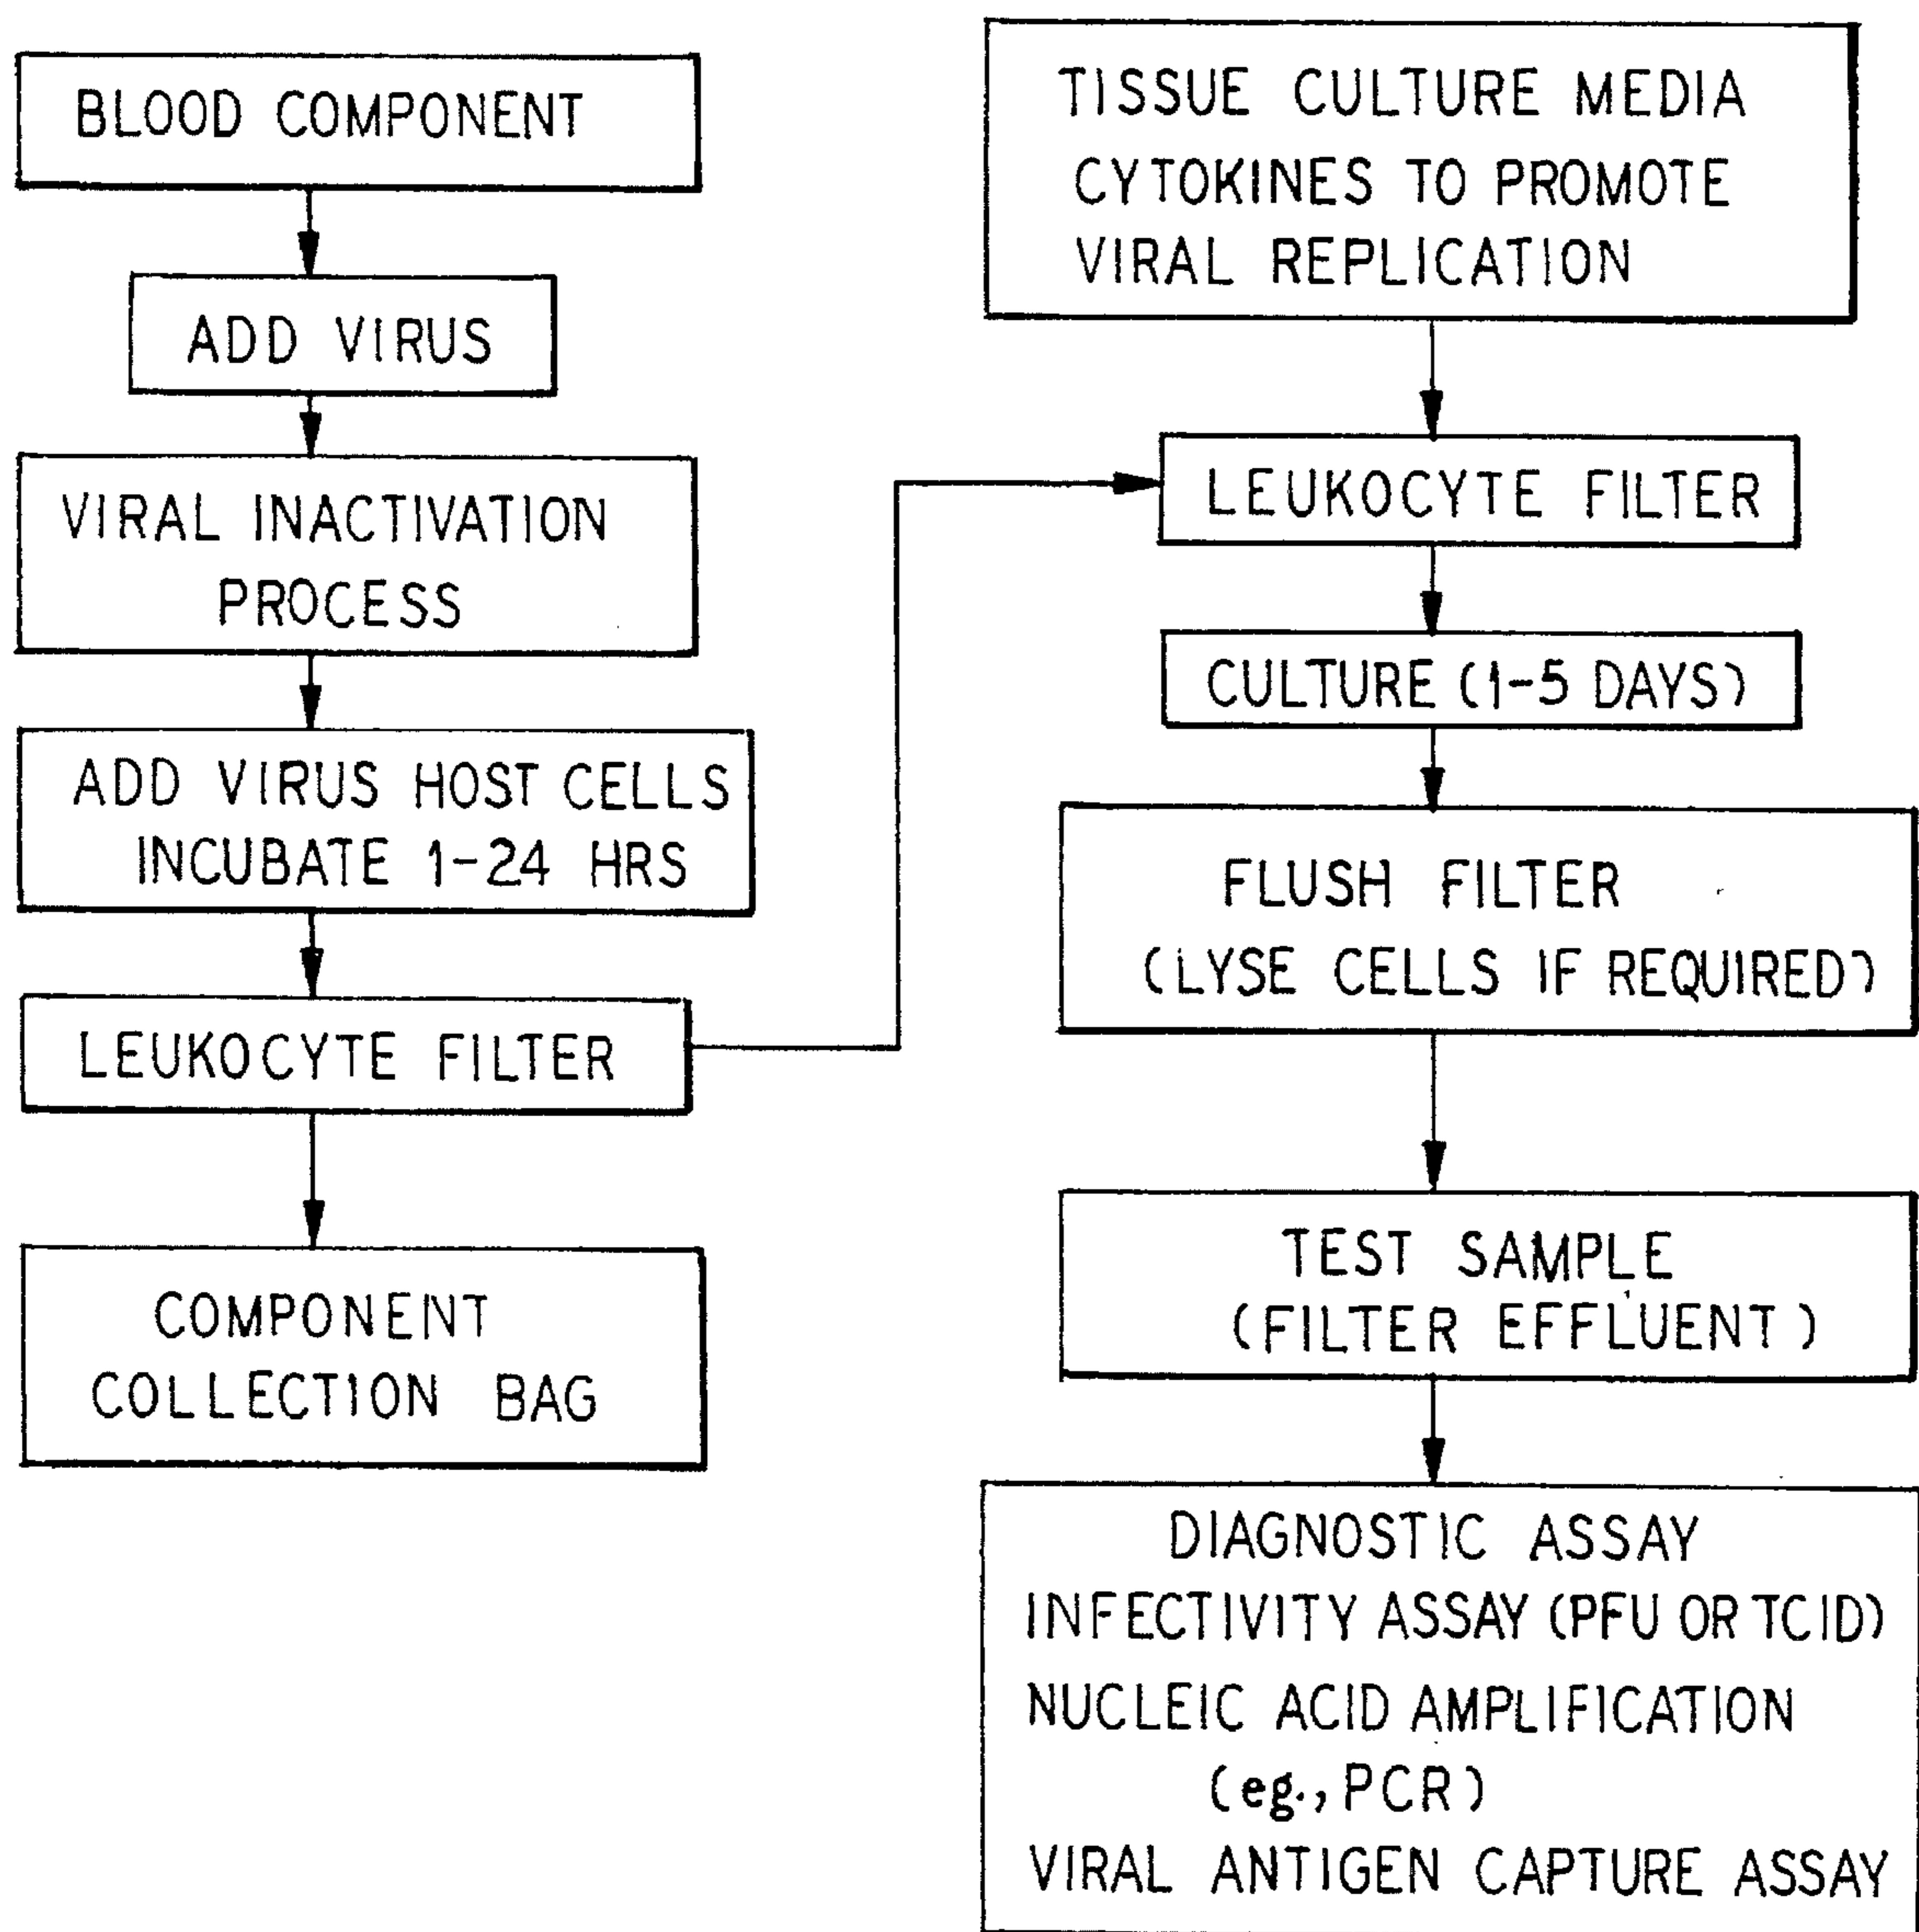 BLOOD COMPONENT
ADD VIRUS
VIRAL INACTIVATION
PROCESS
ADD VIRUS HOST CELLS
INCUBATE 1-24 HRS
LEUKOCYTE FILTER
COMPONENT
COLLECTION BAG
TISSUE CULTURE MEDIA
CYTOKINES TO PROMOTE
VIRAL REPLICATION
LEUKOCYTE FILTER
CULTURE (1-5 DAYS)
FLUSH FILTER
(LYSE CELLS IF REQUIRED)
TEST SAMPLE
(FILTER EFFLUENT)
DIAGNOSTIC ASSAY
INFECTIVITY ASSAY (PFU OR TCID)
NUCLEIC ACID AMPLIFICATION
(eg., PCR)
VIRAL ANTIGEN CAPTURE ASSAY